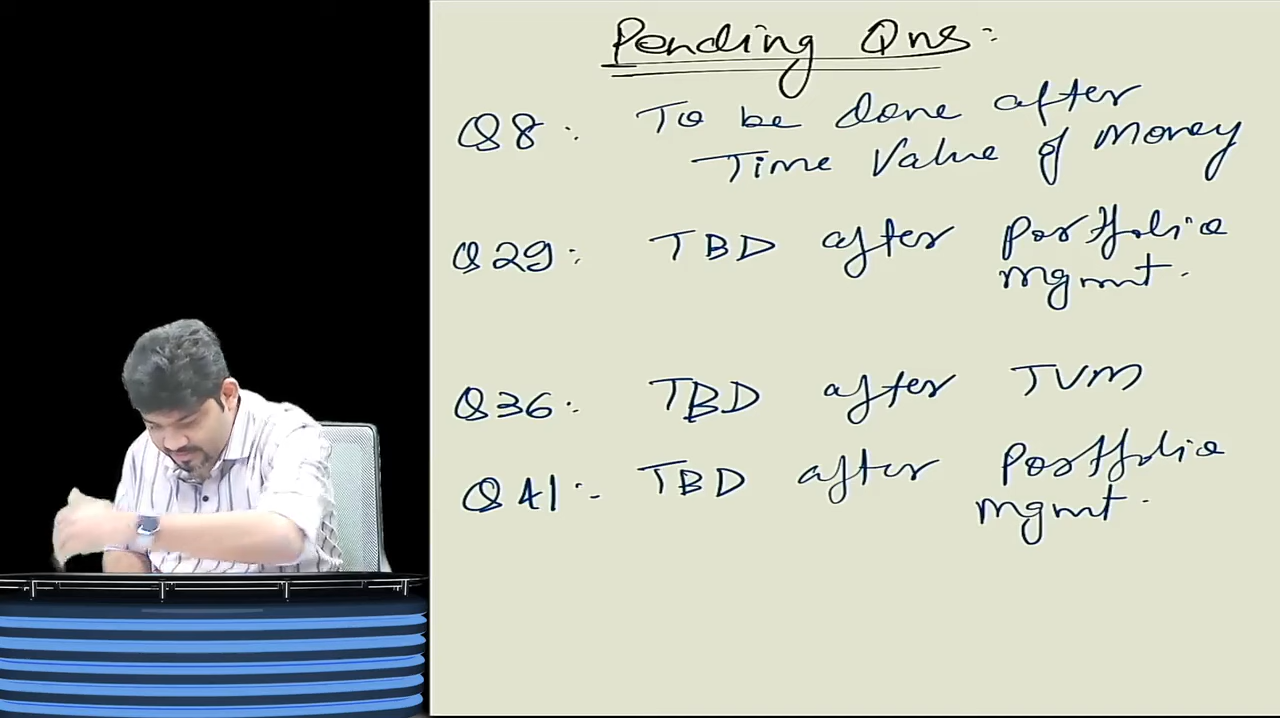 Pending Qns:
Q8: To be done after
Time Value of Money
Q29: TBD after Portfolio
mgmt.
Q36: TBD after TVM
Q41: TBD after Portfolio
mgmt.